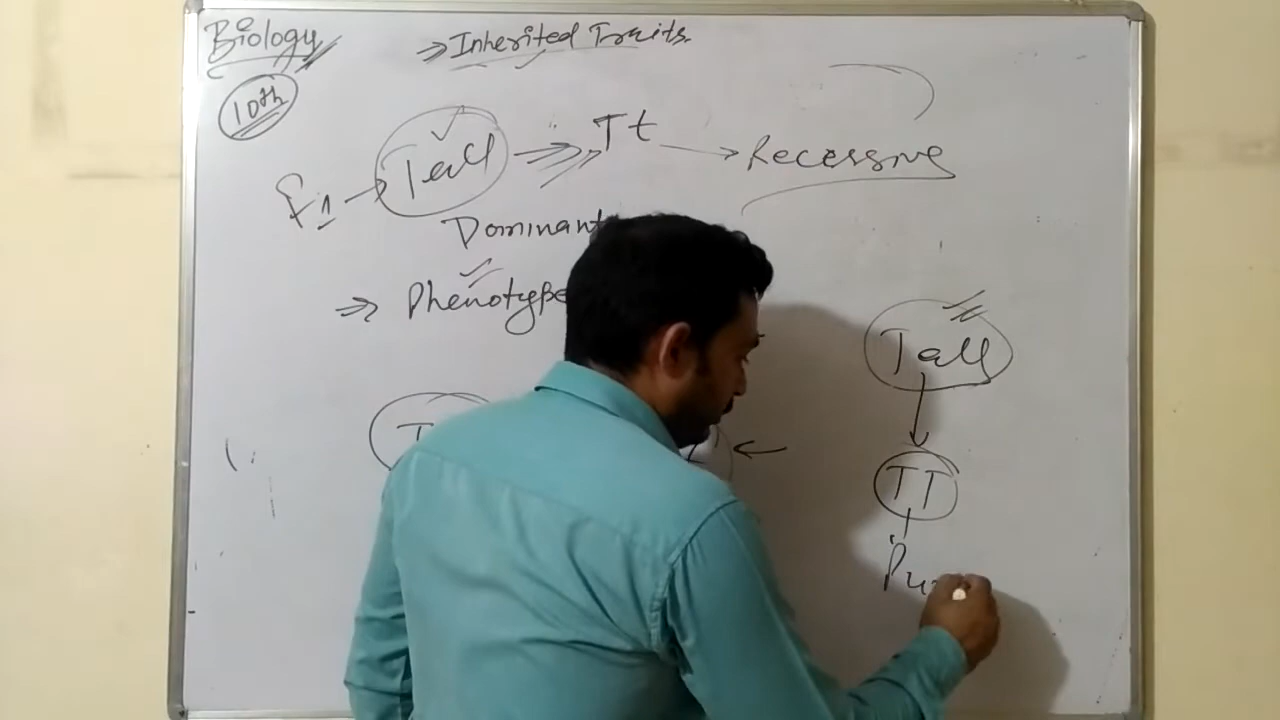 Biology
⇒ Inherited Traits.
10th
F1 → Tall ⇒ Tt → Recessive
Dominant
⇒ Phenotype
Tall
T
TT